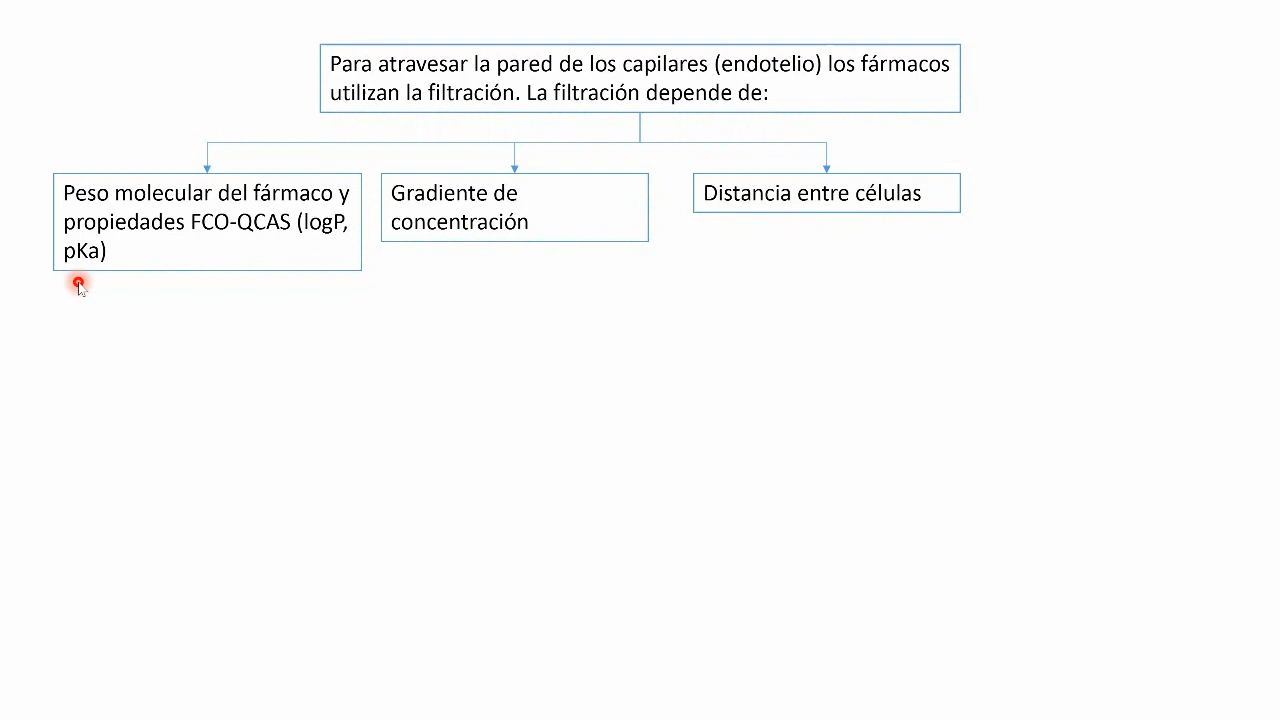 Para atravesar la pared de los capilares (endotelio) los fármacos
utilizan la filtración. La filtración depende de:
Peso molecular del fármaco y
propiedades FCO-QCAS (logP,
pKa)
Gradiente de
concentración
Distancia entre células